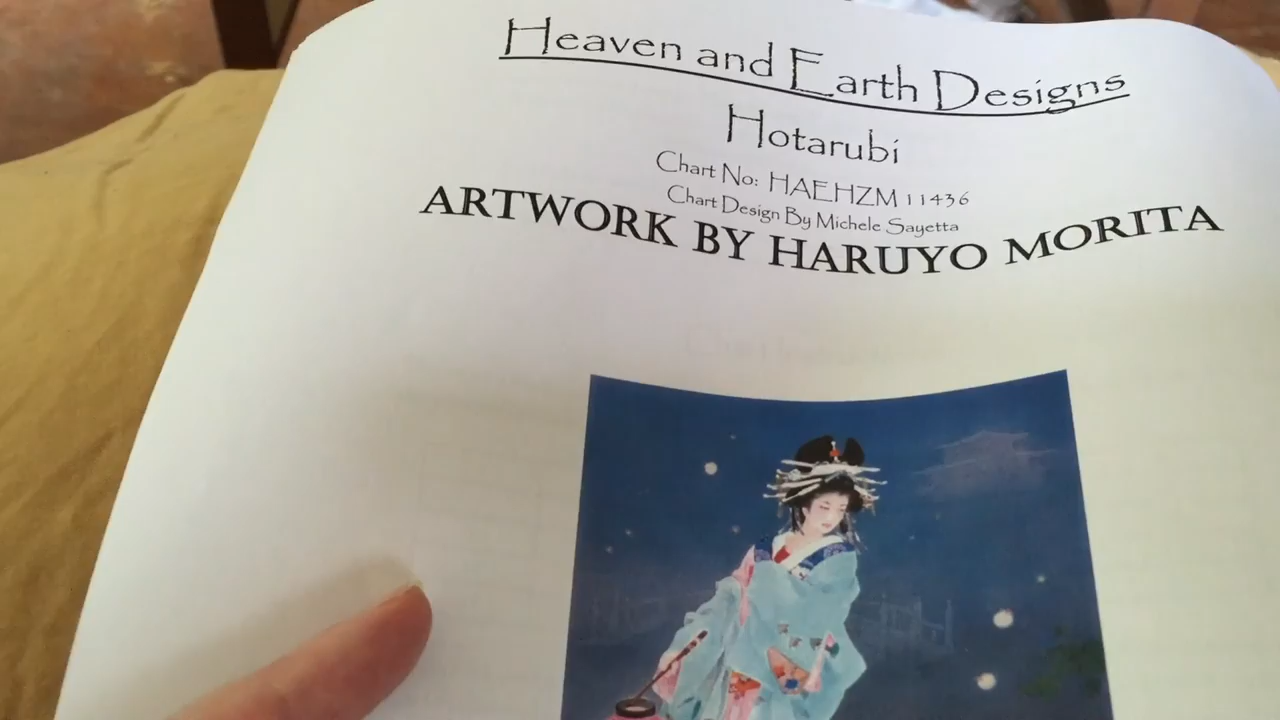 Heaven and Earth Designs
Hotarubi
Chart No: HAEHZM 11436
Chart Design By Michele Sayetta
ARTWORK BY HARUYO MORITA